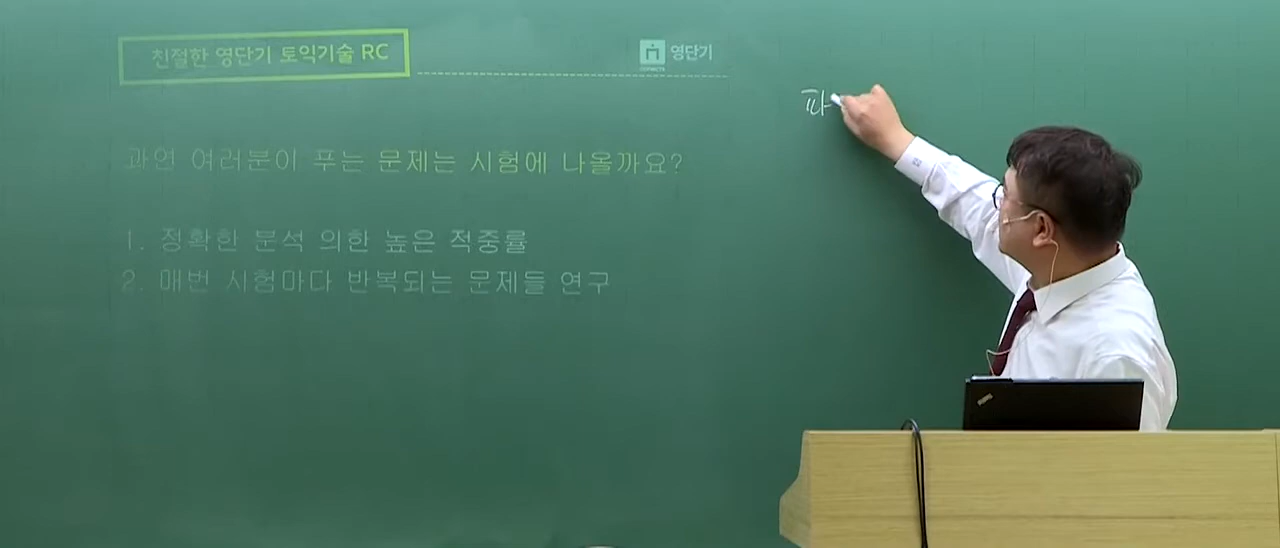 친절한 영단기 토익기술 RC
영단기
파
과연 여러분이 푸는 문제는 시험에 나올까요?
1. 정확한 분석 의한 높은 적중률
2. 매번 시험마다 반복되는 문제들 연구